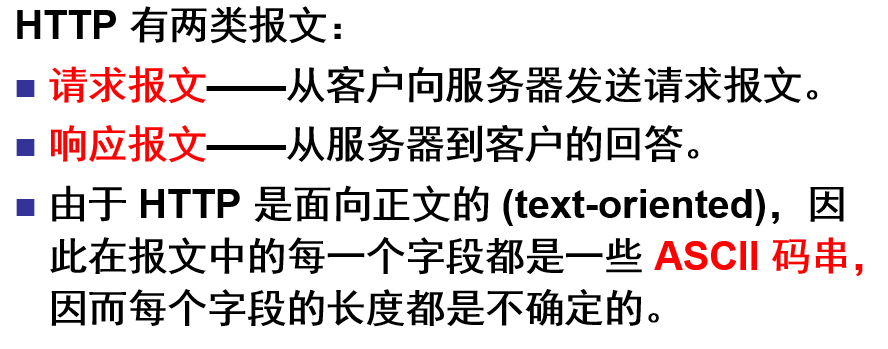 HTTP 有两类报文：
■ 请求报文——从客户向服务器发送请求报文。
■ 响应报文——从服务器到客户的回答。
■ 由于 HTTP 是面向正文的 (text-oriented)，因
此在报文中的每一个字段都是一些 ASCII 码串，
因而每个字段的长度都是不确定的。